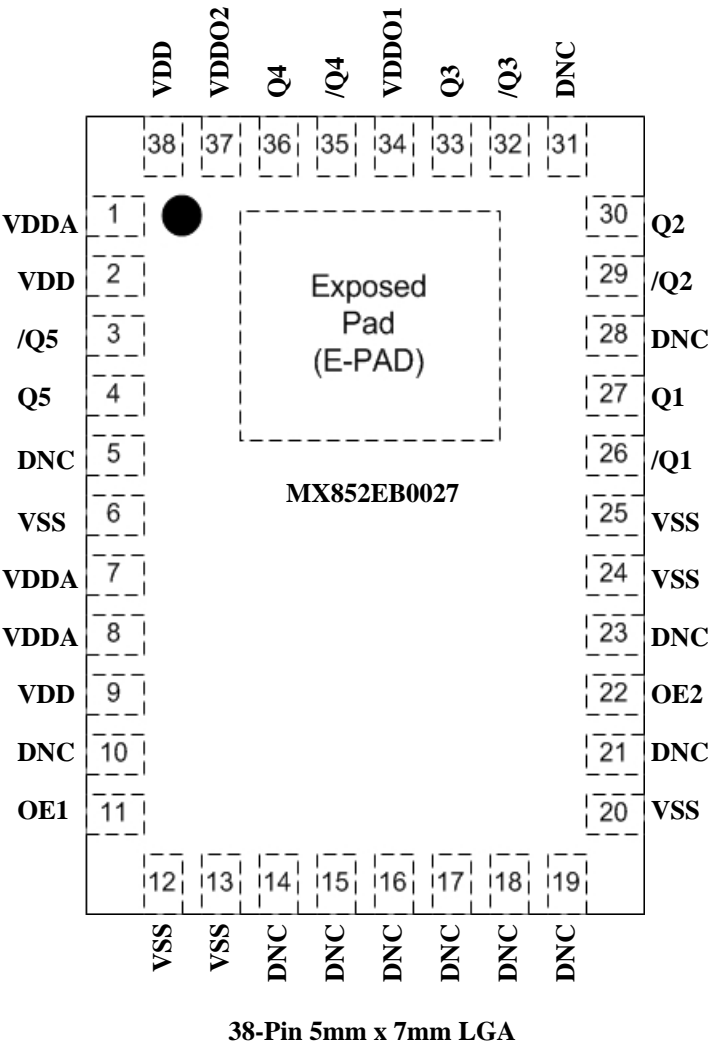 VDD VDDO2 Q4 /Q4 VDDO1 Q3 /Q3 DNC
38 37 36 35 34 33 32 31
VDDA 1 30 Q2
VDD 2 29 /Q2
/Q5 3 28 DNC
Q5 4 27 Q1
DNC 5 26 /Q1
VSS 6 25 VSS
VDDA 7 24 VSS
VDDA 8 23 DNC
VDD 9 22 OE2
DNC 10 21 DNC
OE1 11 20 VSS
Exposed
Pad
(E-PAD)
MX852EB0027
12 13 14 15 16 17 18 19
VSS VSS DNC DNC DNC DNC DNC DNC
38-Pin 5mm x 7mm LGA